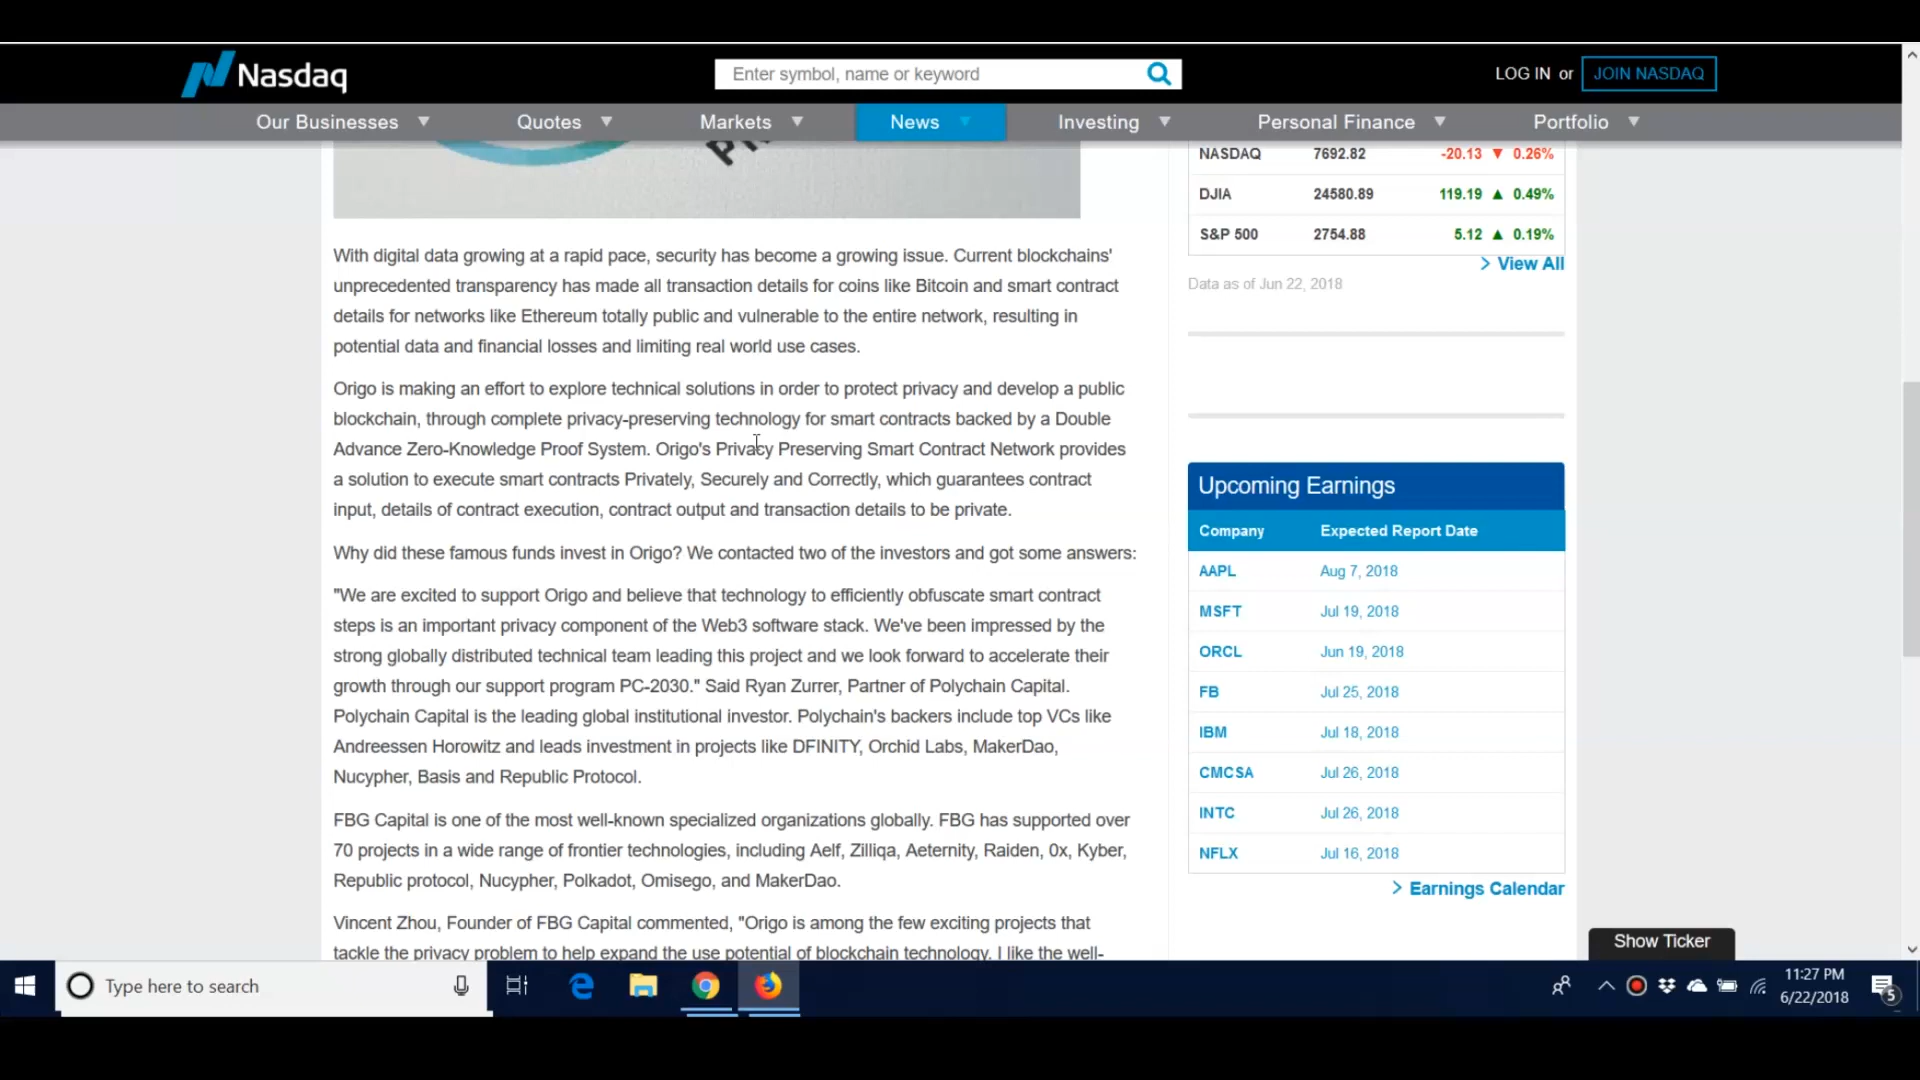 Nasdaq
Enter symbol, name or keyword
LOG IN or JOIN NASDAQ
Our Businesses Quotes Markets News Investing Personal Finance Portfolio
NASDAQ 7692.82 -20.13 ▼ 0.26%
DJIA 24580.89 119.19 ▲ 0.49%
S&P 500 2754.88 5.12 ▲ 0.19%
View All
Data as of Jun 22, 2018
With digital data growing at a rapid pace, security has become a growing issue. Current blockchains'
unprecedented transparency has made all transaction details for coins like Bitcoin and smart contract
details for networks like Ethereum totally public and vulnerable to the entire network, resulting in
potential data and financial losses and limiting real world use cases.
Origo is making an effort to explore technical solutions in order to protect privacy and develop a public
blockchain, through complete privacy-preserving technology for smart contracts backed by a Double
Advance Zero-Knowledge Proof System. Origo's Privacy Preserving Smart Contract Network provides
a solution to execute smart contracts Privately, Securely and Correctly, which guarantees contract
input, details of contract execution, contract output and transaction details to be private.
Why did these famous funds invest in Origo? We contacted two of the investors and got some answers:
"We are excited to support Origo and believe that technology to efficiently obfuscate smart contract
steps is an important privacy component of the Web3 software stack. We've been impressed by the
strong globally distributed technical team leading this project and we look forward to accelerate their
growth through our support program PC-2030." Said Ryan Zurrer, Partner of Polychain Capital.
Polychain Capital is the leading global institutional investor. Polychain's backers include top VCs like
Andreessen Horowitz and leads investment in projects like DFINITY, Orchid Labs, MakerDao,
Nucypher, Basis and Republic Protocol.
FBG Capital is one of the most well-known specialized organizations globally. FBG has supported over
70 projects in a wide range of frontier technologies, including Aelf, Zilliqa, Aeternity, Raiden, 0x, Kyber,
Republic protocol, Nucypher, Polkadot, Omisego, and MakerDao.
Vincent Zhou, Founder of FBG Capital commented, "Origo is among the few exciting projects that
tackle the privacy problem to help expand the use potential of blockchain technology. I like the well-
Upcoming Earnings
Company Expected Report Date
AAPL Aug 7, 2018
MSFT Jul 19, 2018
ORCL Jun 19, 2018
FB Jul 25, 2018
IBM Jul 18, 2018
CMCSA Jul 26, 2018
INTC Jul 26, 2018
NFLX Jul 16, 2018
Earnings Calendar
Show Ticker
Type here to search
11:27 PM
6/22/2018
5